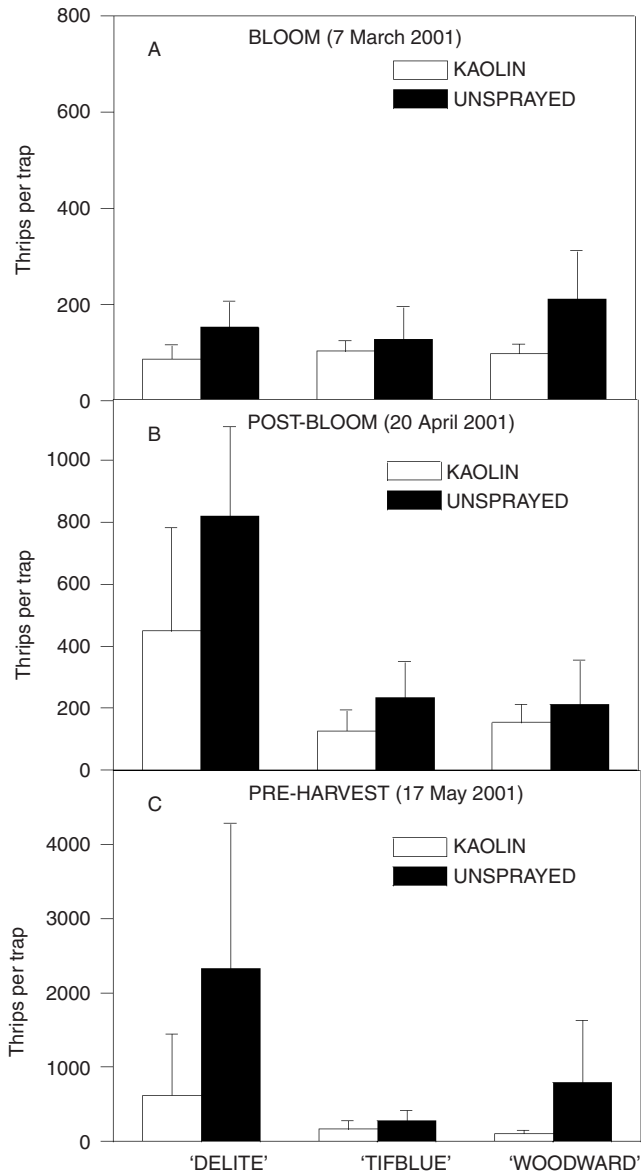 800
A
BLOOM (7 March 2001)
KAOLIN
UNSPRAYED
600
400
200
0
Thrips per trap
B
POST-BLOOM (20 April 2001)
KAOLIN
UNSPRAYED
1000
800
600
400
200
0
Thrips per trap
C
PRE-HARVEST (17 May 2001)
KAOLIN
UNSPRAYED
4000
3000
2000
1000
0
Thrips per trap
'DELITE' 'TIFBLUE' 'WOODWARD'